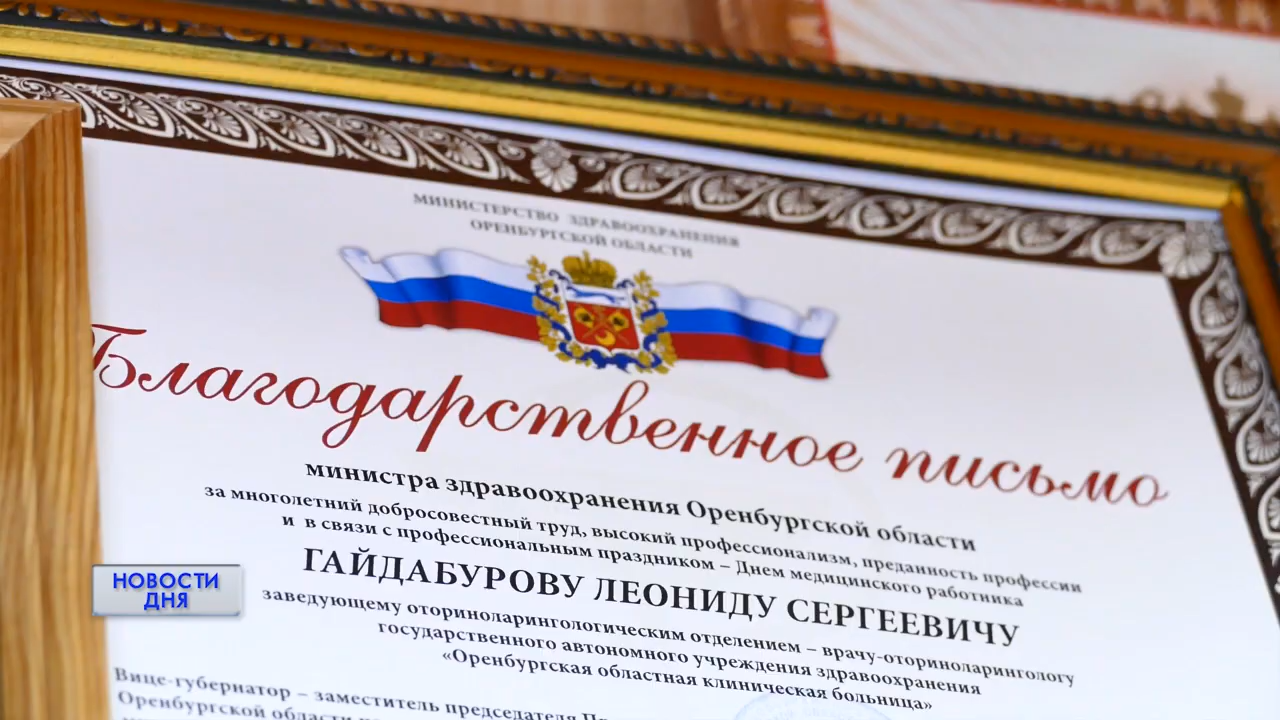 МИНИСТЕРСТВО ЗДРАВООХРАНЕНИЯ
ОРЕНБУРГСКОЙ ОБЛАСТИ
Благодарственное письмо
министра здравоохранения Оренбургской области
за многолетний добросовестный труд, высокий профессионализм, преданность профессии
и в связи с профессиональным праздником – Днем медицинского работника
ГАЙДАБУРОВУ ЛЕОНИДУ СЕРГЕЕВИЧУ
заведующему оториноларингологическим отделением – врачу-оториноларингологу
государственного автономного учреждения здравоохранения
«Оренбургская областная клиническая больница»
Вице-губернатор – заместитель председателя
Оренбургской области
НОВОСТИ
ДНЯ